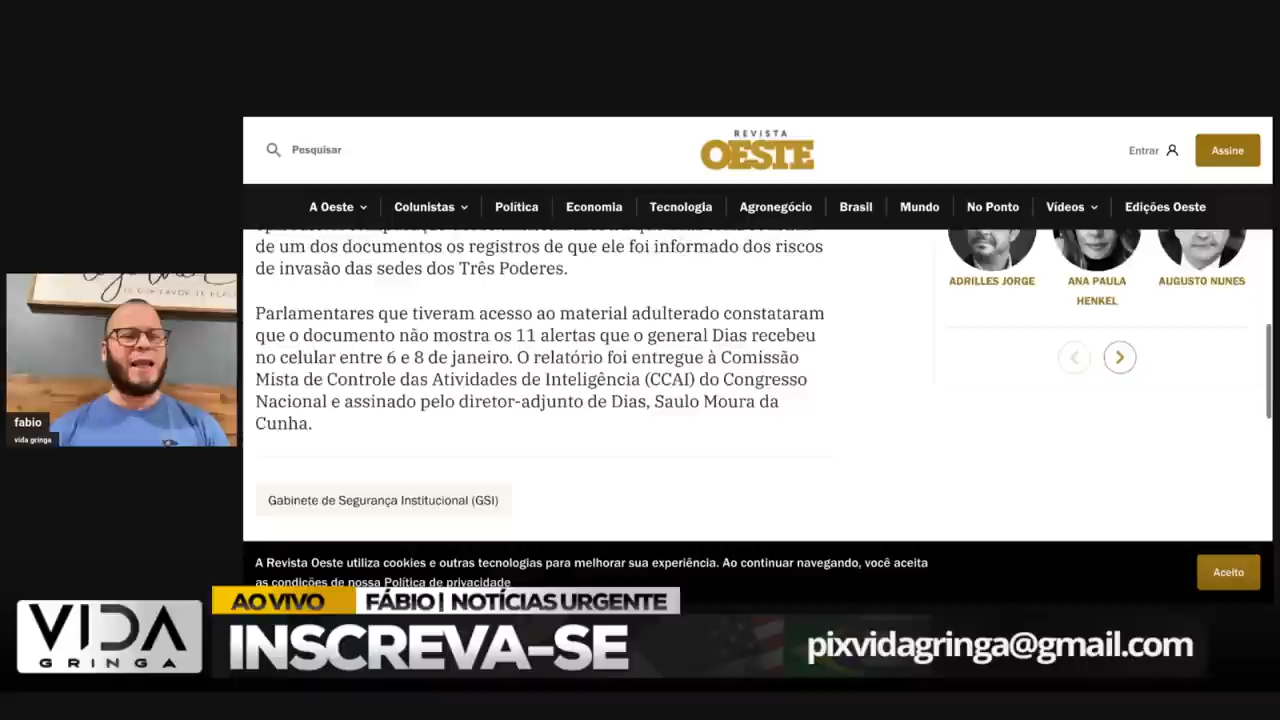 REVISTA
OESTE
Pesquisar
Entrar
Assine
A Oeste
Colunistas
Política
Economia
Tecnologia
Agronegócio
Brasil
Mundo
No Ponto
Vídeos
Edições Oeste
de um dos documentos os registros de que ele foi informado dos riscos
de invasão das sedes dos Três Poderes.
Parlamentares que tiveram acesso ao material adulterado constataram
que o documento não mostra os 11 alertas que o general Dias recebeu
no celular entre 6 e 8 de janeiro. O relatório foi entregue à Comissão
Mista de Controle das Atividades de Inteligência (CCAI) do Congresso
Nacional e assinado pelo diretor-adjunto de Dias, Saulo Moura da
Cunha.
Gabinete de Segurança Institucional (GSI)
ADRILLES JORGE
ANA PAULA
HENKEL
AUGUSTO NUNES
fabio
vida gringa
A Revista Oeste utiliza cookies e outras tecnologias para melhorar sua experiência. Ao continuar navegando, você aceita
as condições de nossa Política de privacidade
Aceito
AO VIVO
FÁBIO| NOTÍCIAS URGENTE
VIDA
GRINGA
INSCREVA-SE
pixvidagringa@gmail.com